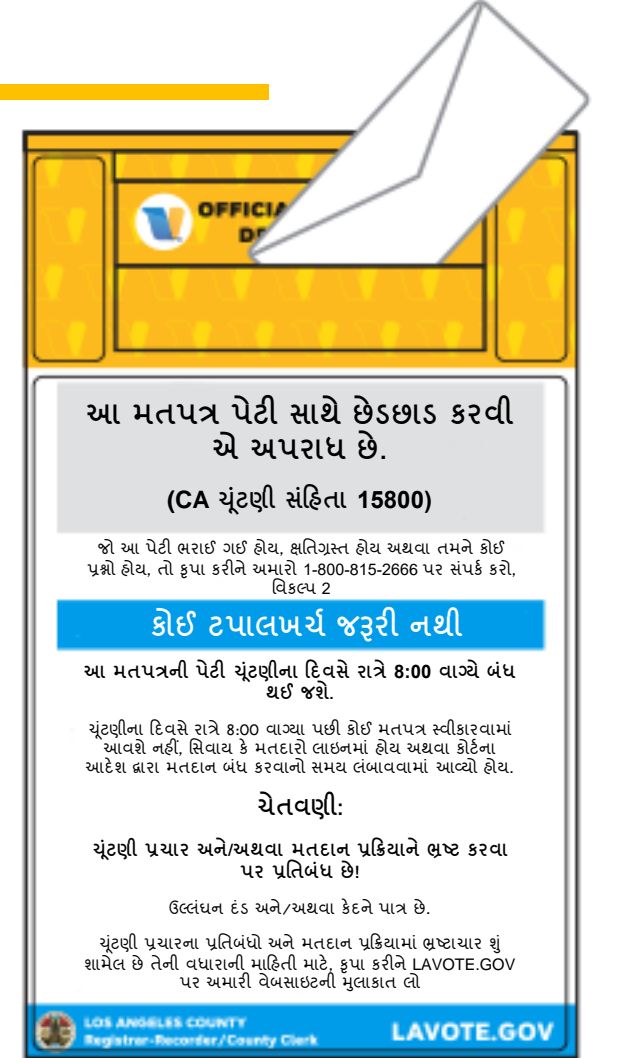 OFFICIA
આ મતપત્ર પેટી સાથે છેડછાડ કરવી
એ અપરાધ છે.
(CA ચૂંટણી સંહિતા 15800)
જો આ પેટી ભરાઈ ગઈ હોય, ક્ષતિગ્રસ્ત હોય અથવા તમને કોઈ
પ્રશ્નો હોય, તો કૃપા કરીને અમારો 1-800-815-2666 પર સંપર્ક કરો,
વિકલ્પ 2
કોઈ ટપાલખર્ચ જરૂરી નથી
આ મતપત્રની પેટી ચૂંટણીના દિવસે રાત્રે 8:00 વાગ્યે બંધ
થઈ જશે.
ચૂંટણીના દિવસે રાત્રે 8:00 વાગ્યા પછી કોઈ મતપત્ર સ્વીકારવામાં
આવશે નહીં, સિવાય કે મતદારો લાઇનમાં હોય અથવા કોર્ટના
આદેશ દ્વારા મતદાન બંધ કરવાનો સમય લંબાવવામાં આવ્યો હોય.
ચેતવણી:
ચૂંટણી પ્રચાર અને/અથવા મતદાન પ્રક્રિયાને ભ્રષ્ટ કરવા
પર પ્રતિબંધ છે!
ઉલ્લંઘન દંડ અને/અથવા કેદને પાત્ર છે.
ચૂંટણી પ્રચારના પ્રતિબંધો અને મતદાન પ્રક્રિયામાં ભ્રષ્ટાચાર શું
શામેલ છે તેની વધારાની માહિતી માટે, કૃપા કરીને LAVOTE.GOV
પર અમારી વેબસાઇટની મુલાકાત લો
LOS ANGELES COUNTY
Registrar-Recorder/County Clerk
LAVOTE.GOV